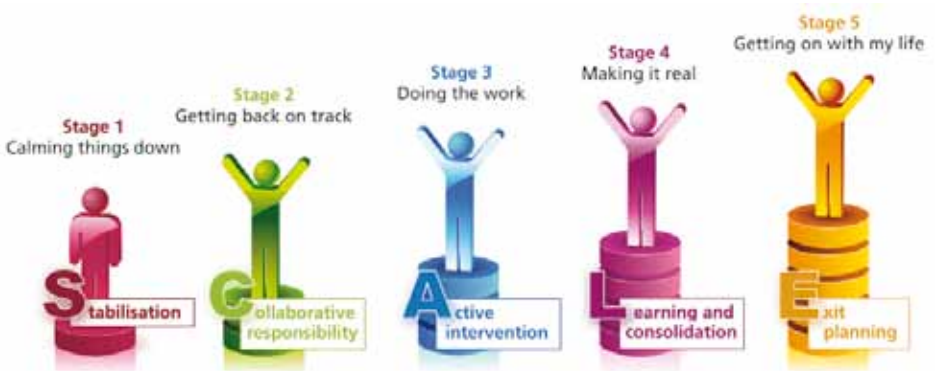 Stage 1
Calming things down
Stabilisation
Stage 2
Getting back on track
Collaborative
responsibility
Stage 3
Doing the work
Active
intervention
Stage 4
Making it real
Learning and
consolidation
Stage 5
Getting on with my life
Exit
planning